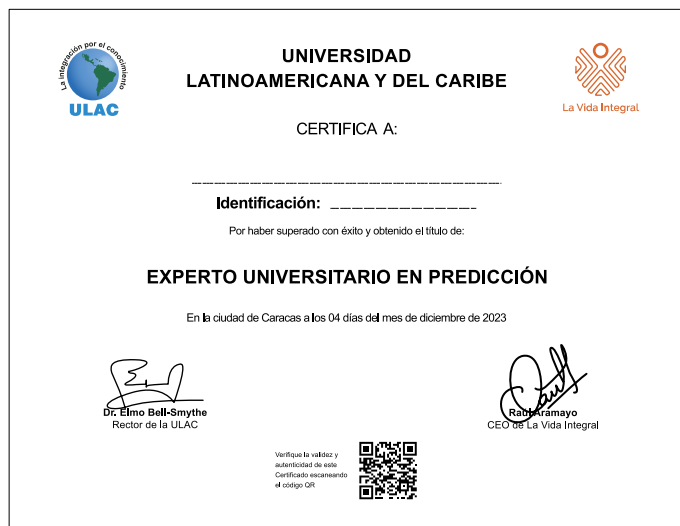 La integración por el conocimiento
ULAC
UNIVERSIDAD
LATINOAMERICANA Y DEL CARIBE
La Vida Integral
CERTIFICA A:
Identificación:
Por haber superado con éxito y obtenido el título de:
EXPERTO UNIVERSITARIO EN PREDICCIÓN
En la ciudad de Caracas a los 04 días del mes de diciembre de 2023
Dr. Elmo Bell-Smythe
Rector de la ULAC
Raúl Aramayo
CEO de La Vida Integral
Verifique la validez y
autenticidad de este
Certificado escaneando
el código QR